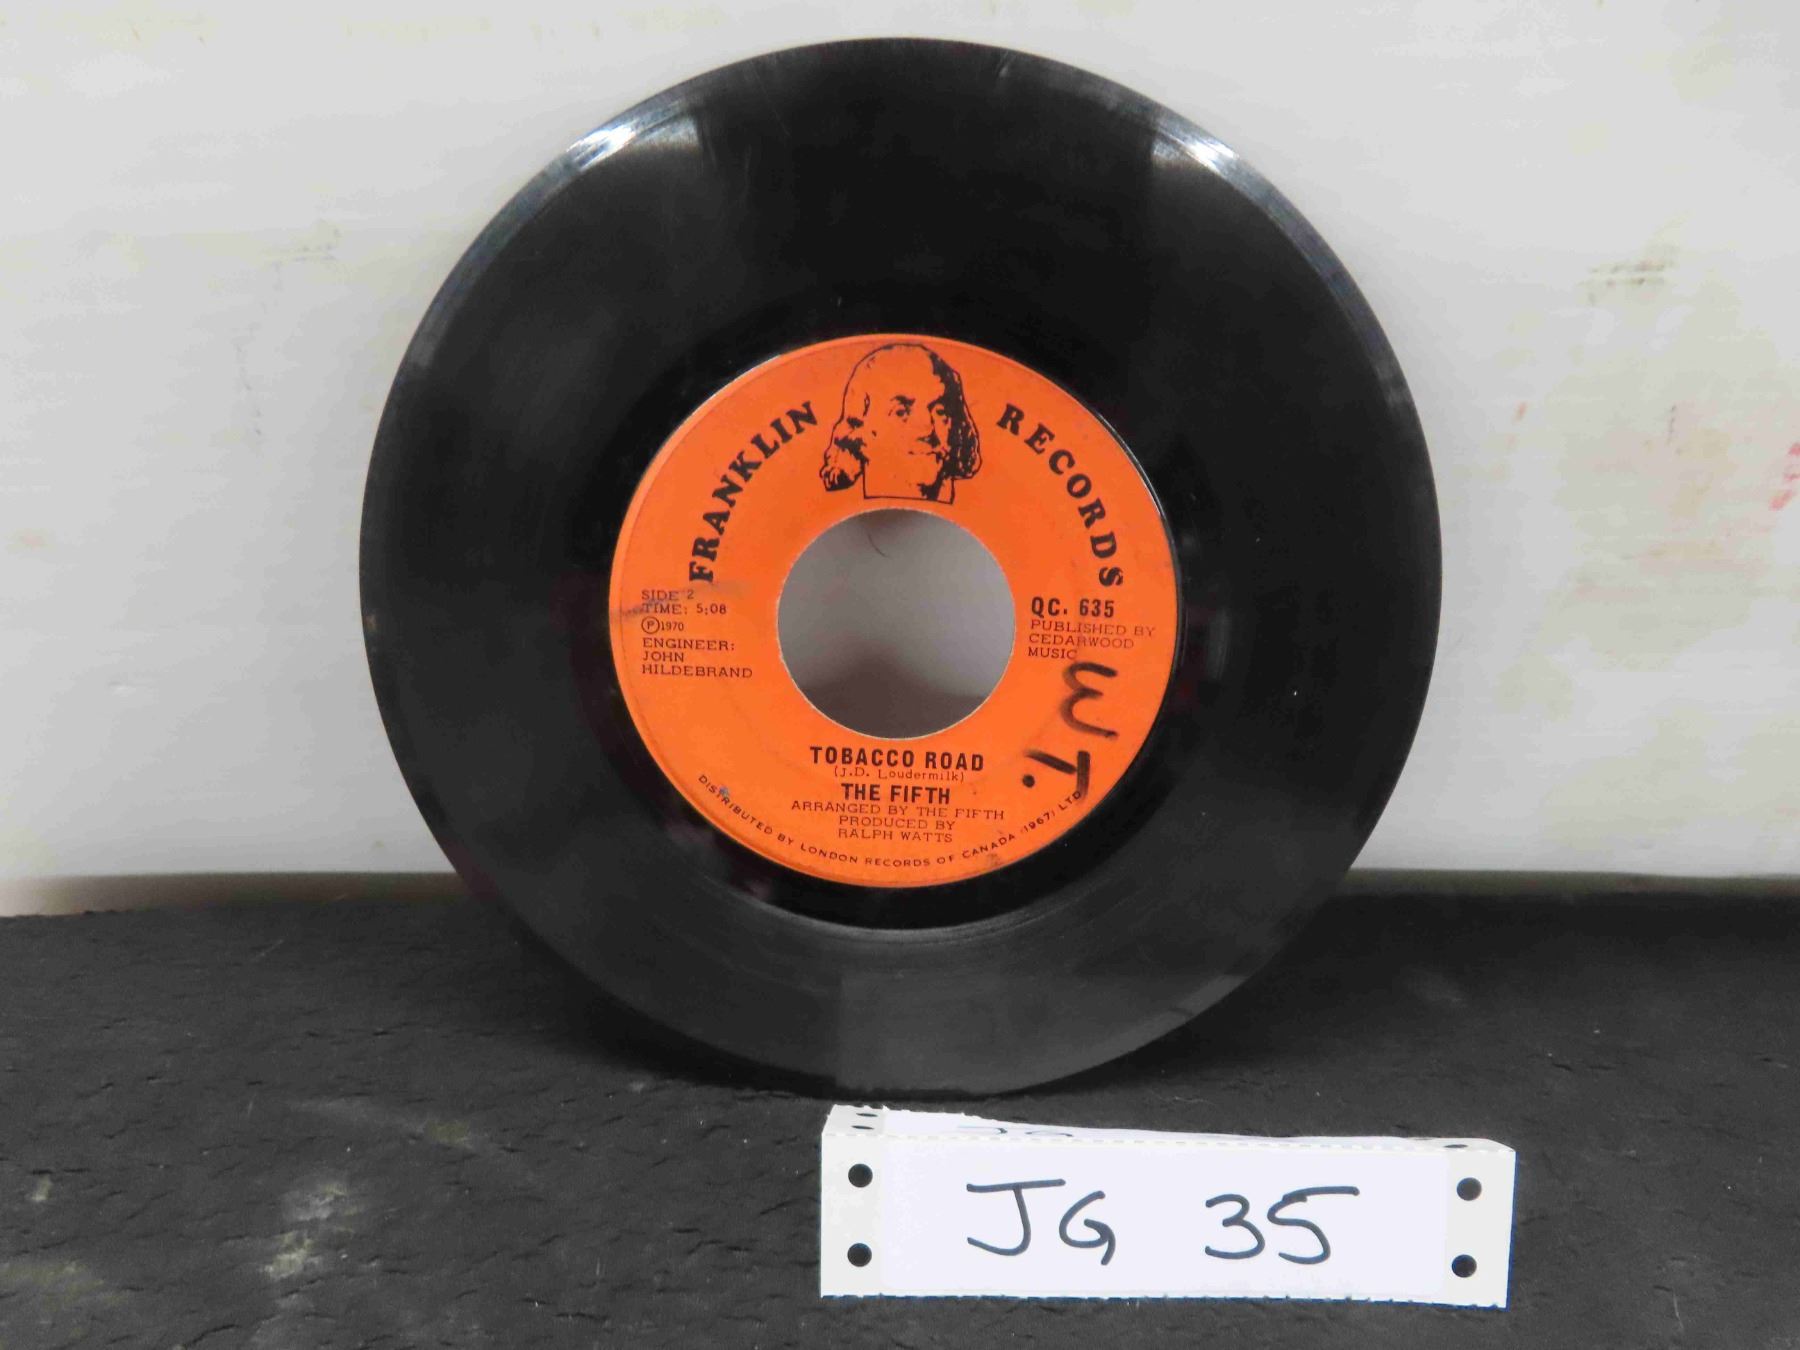 FRANKLIN RECORDS
SIDE 2
TIME: 5:08
Ⓟ1970
ENGINEER:
JOHN
HILDEBRAND
QC. 635
PUBLISHED BY
CEDARWOOD
MUSIC
W T.
TOBACCO ROAD
(J.D. Loudermilk)
THE FIFTH
ARRANGED BY THE FIFTH
PRODUCED BY
RALPH WATTS
DISTRIBUTED BY LONDON RECORDS OF CANADA (1967) LTD
JG 35